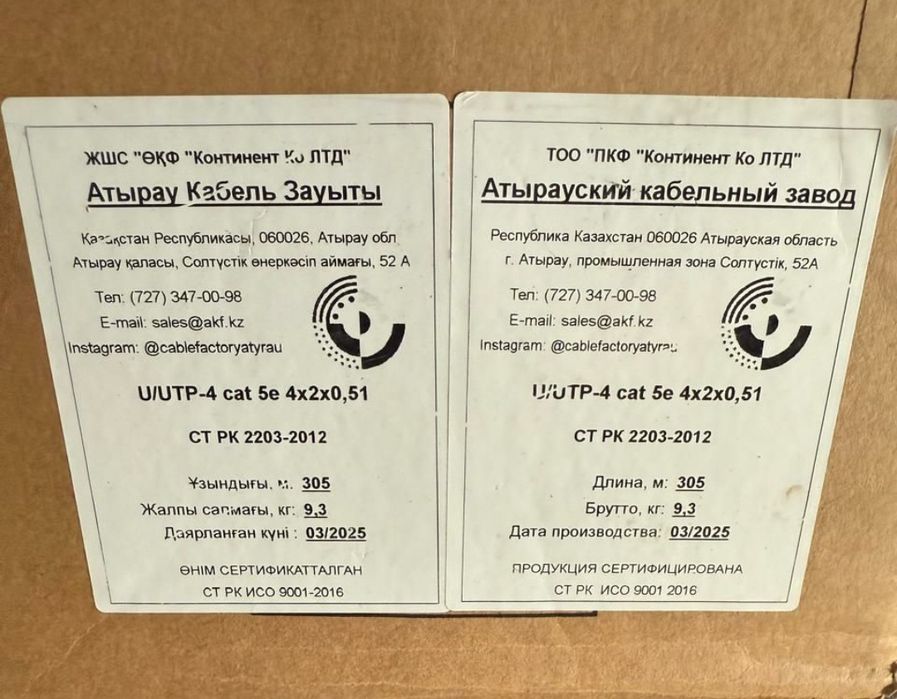 ЖШС "ӨҚФ "Континент Ко ЛТД"
Атырау Кабель Зауыты
Қазақстан Республикасы, 060026, Атырау обл
Атырау қаласы, Солтүстік өнеркәсіп аймағы, 52 А
Тел: (727) 347-00-98
E-mail: sales@akf.kz
Instagram: @cablefactoryatyrau
U/UTP-4 cat 5e 4x2x0,51
СТ РК 2203-2012
Ұзындығы, м. 305
Жалпы салмағы, кг: 9,3
Даярланған күні : 03/2025
ӨНІМ СЕРТИФИКАТТАЛҒАН
СТ РК ИСО 9001-2016
ТОО "ПКФ "Континент Ко ЛТД"
Атырауский кабельный завод
Республика Казахстан 060026 Атырауская область
г. Атырау, промышленная зона Солтүстік, 52А
Тел: (727) 347-00-98
E-mail: sales@akf.kz
Instagram: @cablefactoryatyrau
U/UTP-4 cat 5e 4x2x0,51
СТ РК 2203-2012
Длина, м: 305
Брутто, кг: 9,3
Дата производства: 03/2025
ПРОДУКЦИЯ СЕРТИФИЦИРОВАНА
СТ РК ИСО 9001 2016